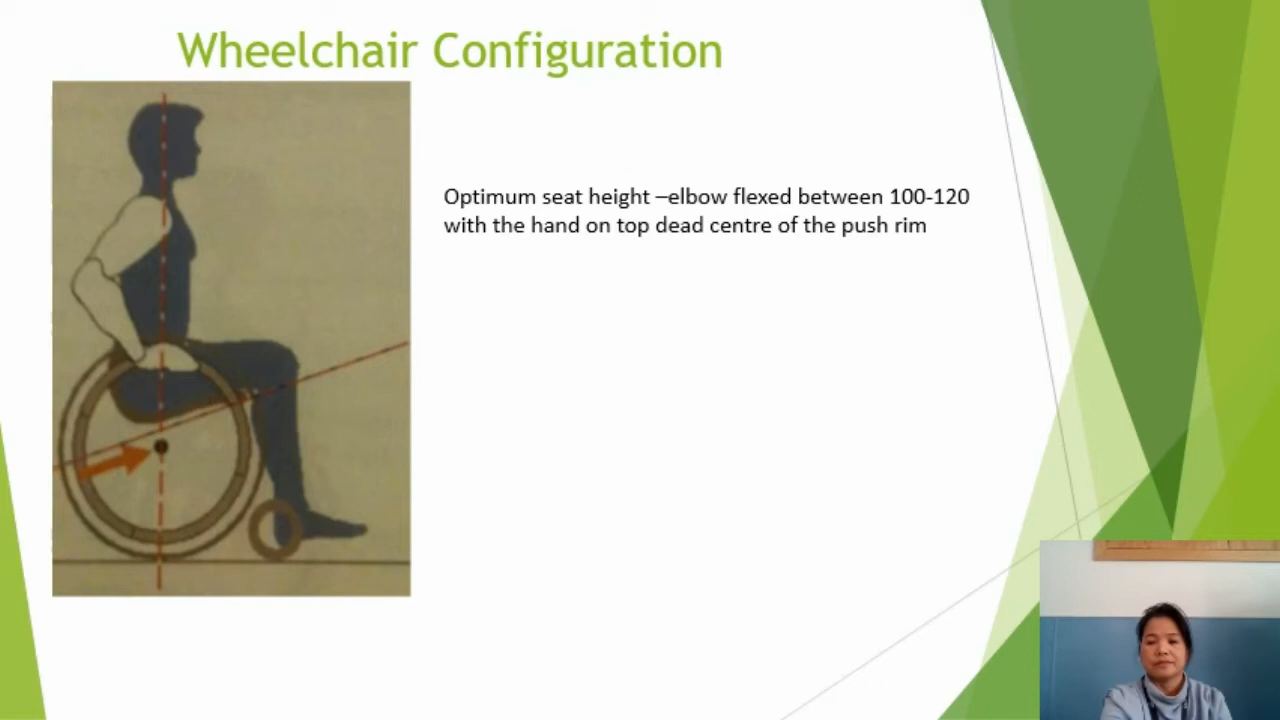 Wheelchair Configuration
Optimum seat height –elbow flexed between 100-120
with the hand on top dead centre of the push rim